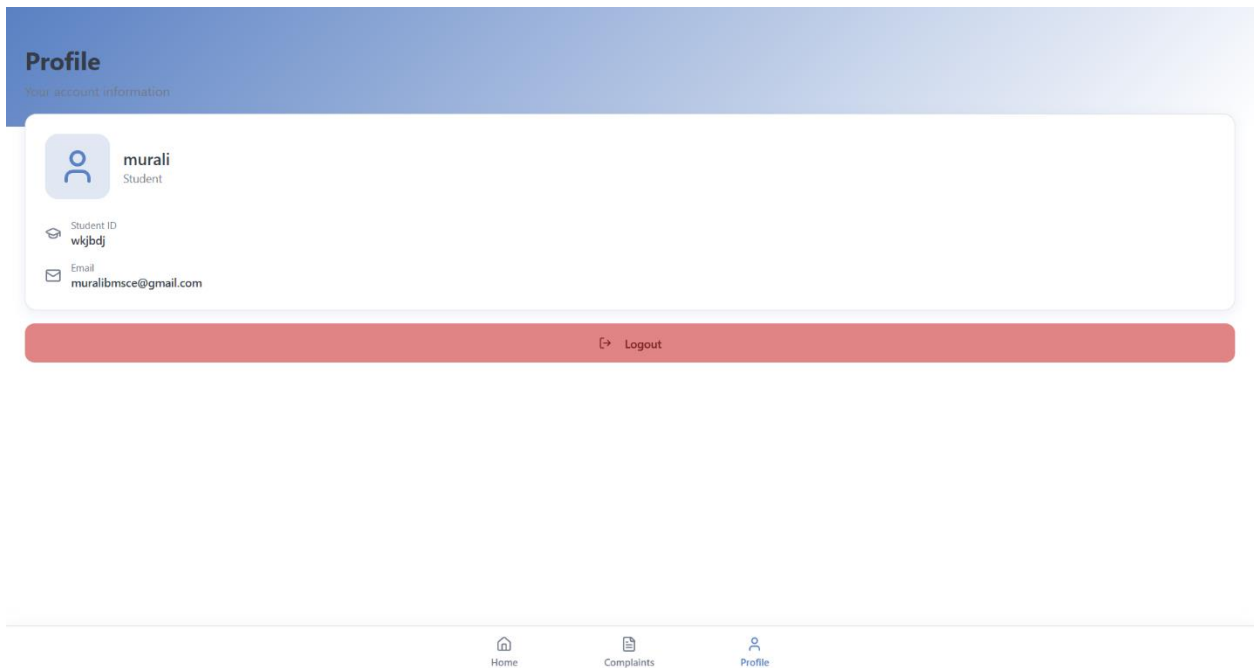 Profile
Your account information
murali
Student
Student ID
wkjbdj
Email
muralibmsce@gmail.com
Logout
Home
Complaints
Profile